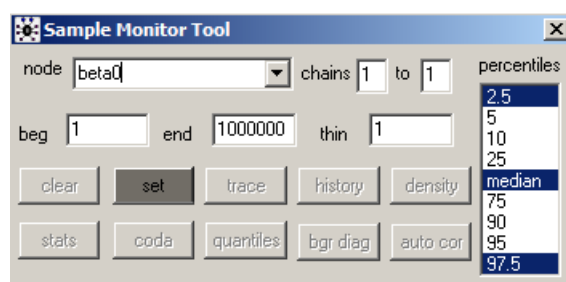 Sample Monitor Tool
node beta0 chains 1 to 1 percentiles
beg 1 end 1000000 thin 1
clear set trace history density
stats coda quantiles bgr diag auto cor
2.5
5
10
25
median
75
90
95
97.5